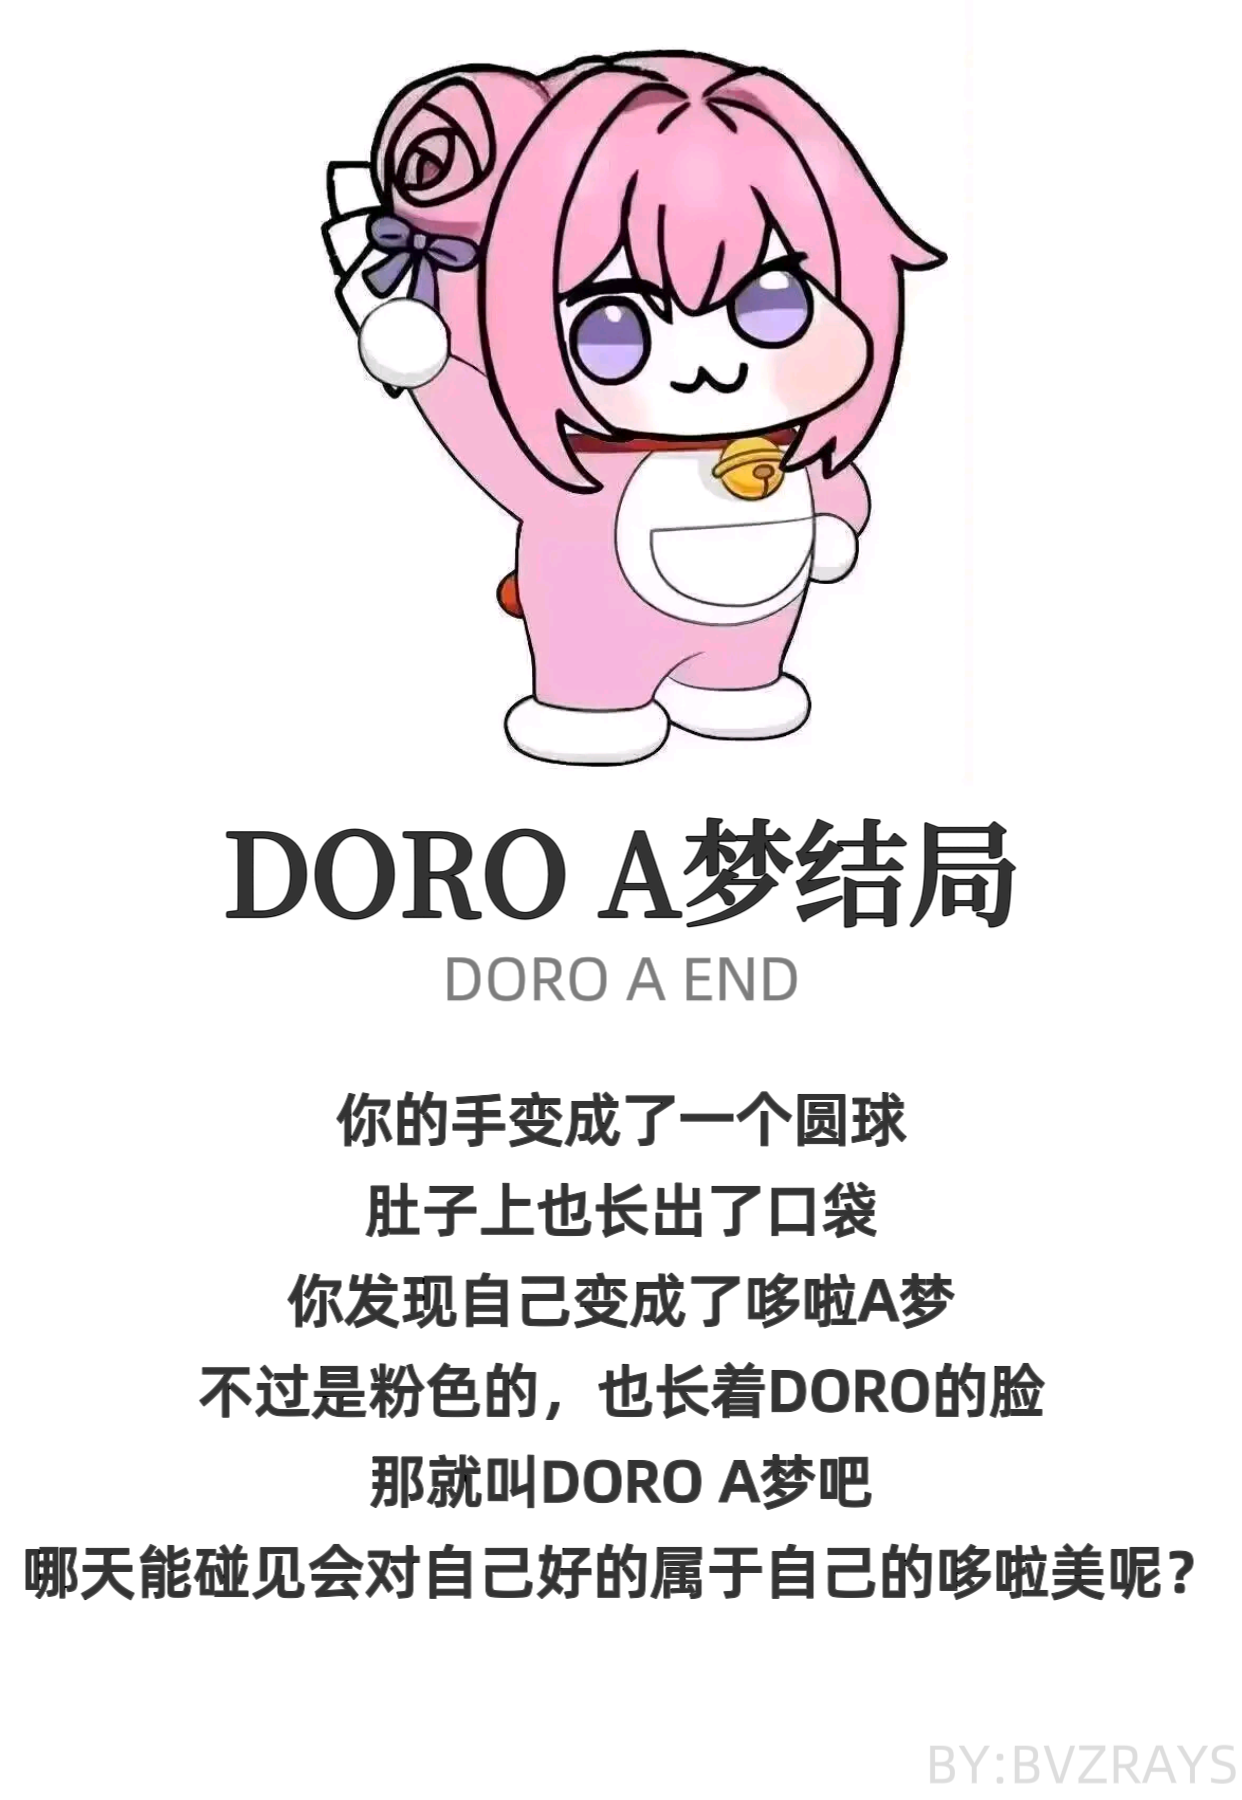 DORO A梦结局
DORO A END
你的手变成了一个圆球
肚子上也长出了口袋
你发现自己变成了哆啦A梦
不过是粉色的，也长着DORO的脸
那就叫DORO A梦吧
哪天能碰见会对自己好的属于自己的哆啦美呢？
BY:BVZRAYS